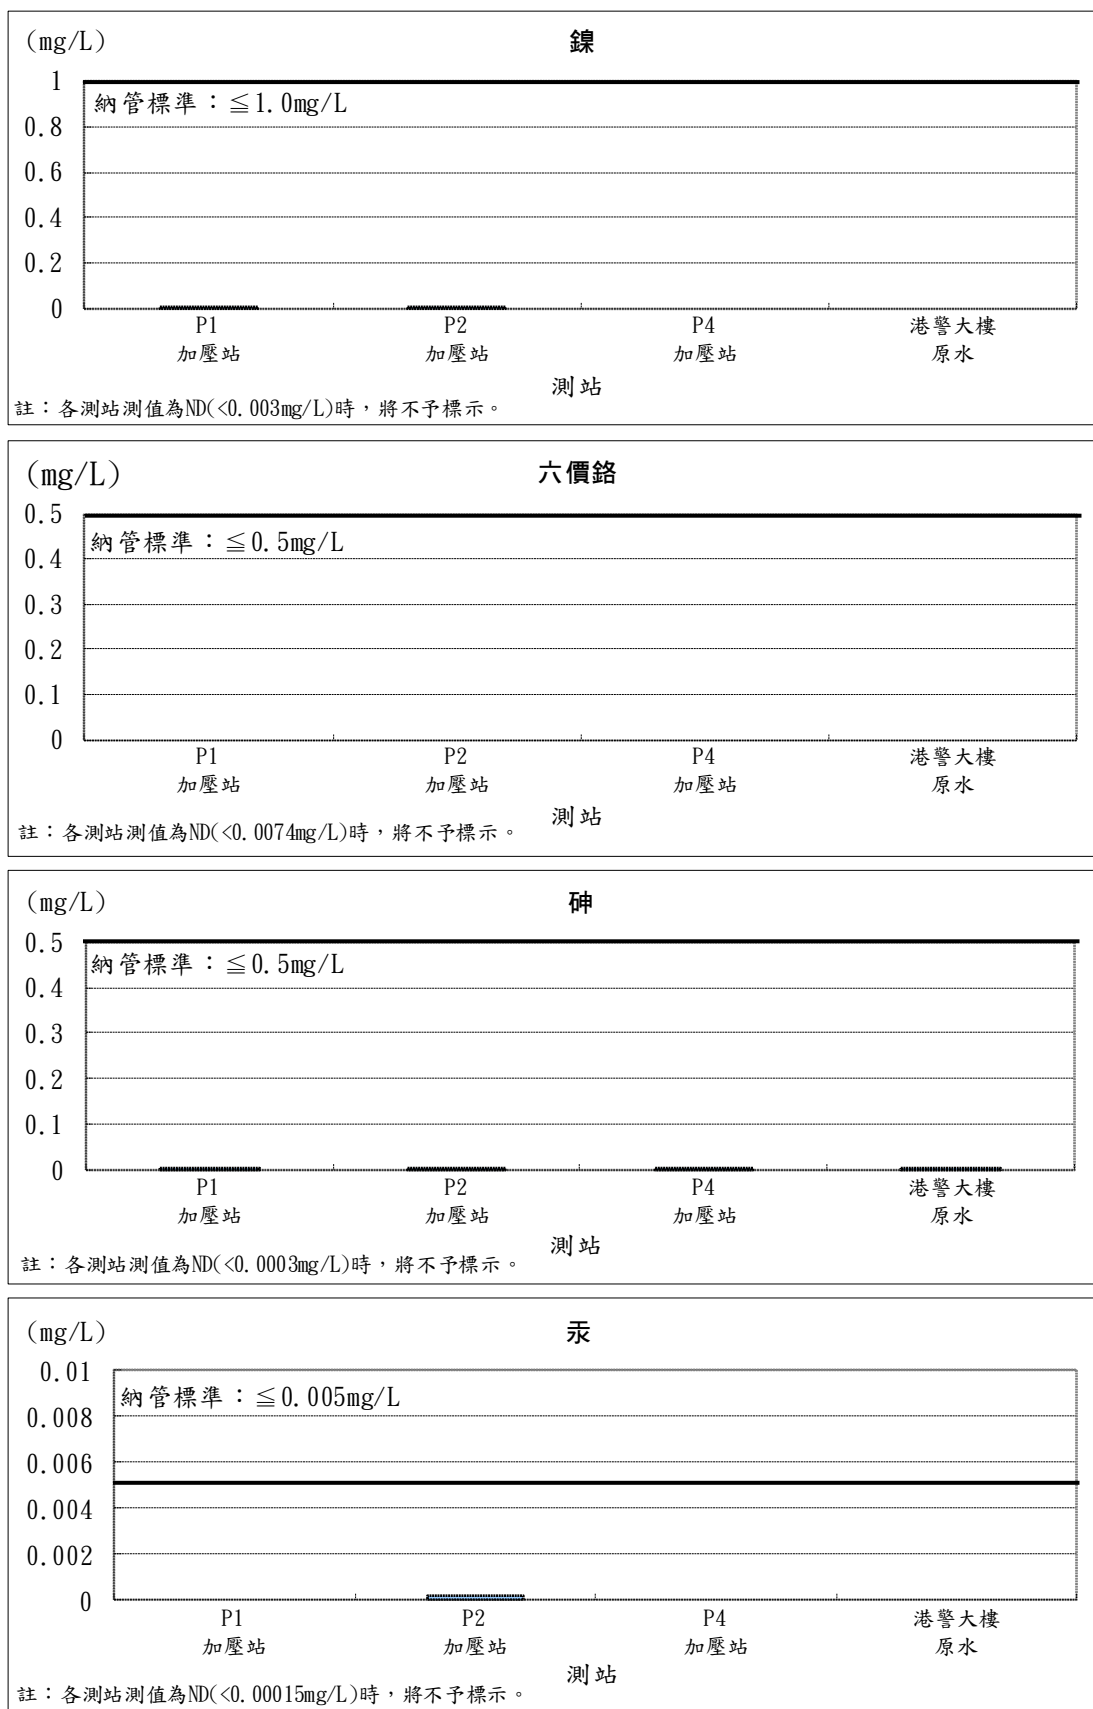 (mg/L)
鎳
1
納管標準：≦1.0mg/L
0.8
0.6
0.4
0.2
0
P1 P2 P4 港警大樓
加壓站 加壓站 加壓站 原水
測站
註：各測站測值為ND(<0.003mg/L)時，將不予標示。
(mg/L)
六價鉻
0.5
納管標準：≦0.5mg/L
0.4
0.3
0.2
0.1
0
P1 P2 P4 港警大樓
加壓站 加壓站 加壓站 原水
測站
註：各測站測值為ND(<0.0074mg/L)時，將不予標示。
(mg/L)
砷
0.5
納管標準：≦0.5mg/L
0.4
0.3
0.2
0.1
0
P1 P2 P4 港警大樓
加壓站 加壓站 加壓站 原水
測站
註：各測站測值為ND(<0.0003mg/L)時，將不予標示。
(mg/L)
汞
0.01
納管標準：≦0.005mg/L
0.008
0.006
0.004
0.002
0
P1 P2 P4 港警大樓
加壓站 加壓站 加壓站 原水
測站
註：各測站測值為ND(<0.00015mg/L)時，將不予標示。